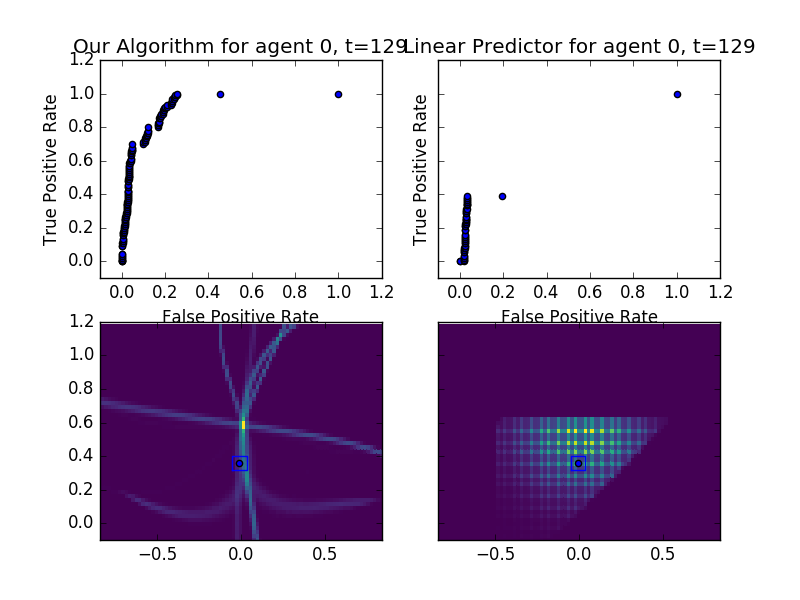 Our Algorithm for agent 0, t=129
Linear Predictor for agent 0, t=129
True Positive Rate
1.2
1.0
0.8
0.6
0.4
0.2
0.0
0.0 0.2 0.4 0.6 0.8 1.0 1.2
False Positive Rate
True Positive Rate
0.0 0.2 0.4 0.6 0.8 1.0 1.2
False Positive Rate
1.2
1.0
0.8
0.6
0.4
0.2
0.0
−0.5 0.0 0.5
−0.5 0.0 0.5